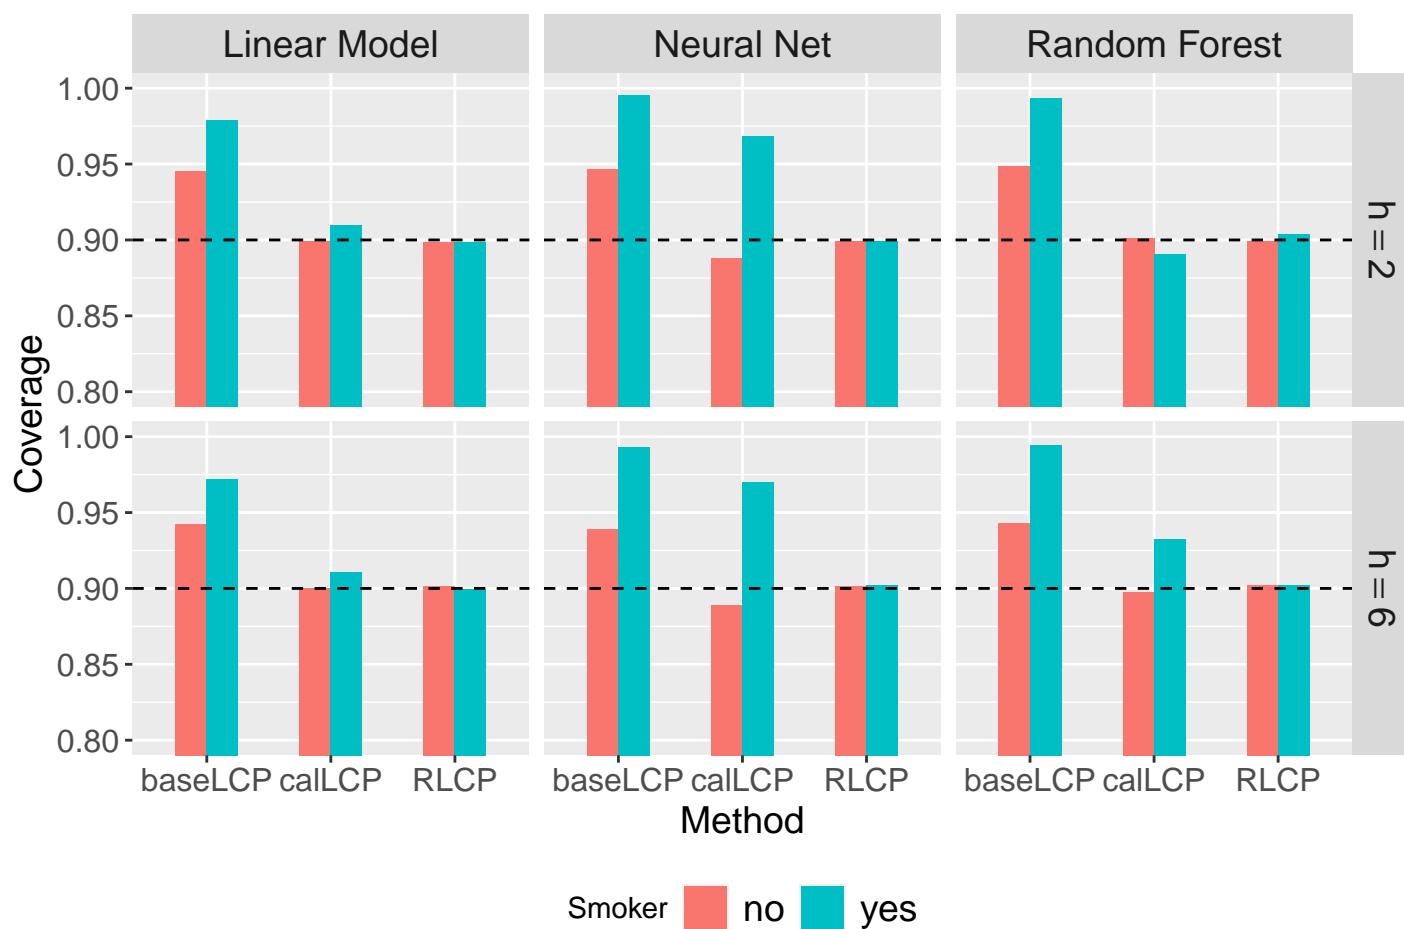 Linear Model
Neural Net
Random Forest
Coverage
1.00
0.95
0.90
0.85
0.80
h = 2
1.00
0.95
0.90
0.85
0.80
h = 6
baseLCP calLCP RLCP
baseLCP calLCP RLCP
baseLCP calLCP RLCP
Method
Smoker no yes